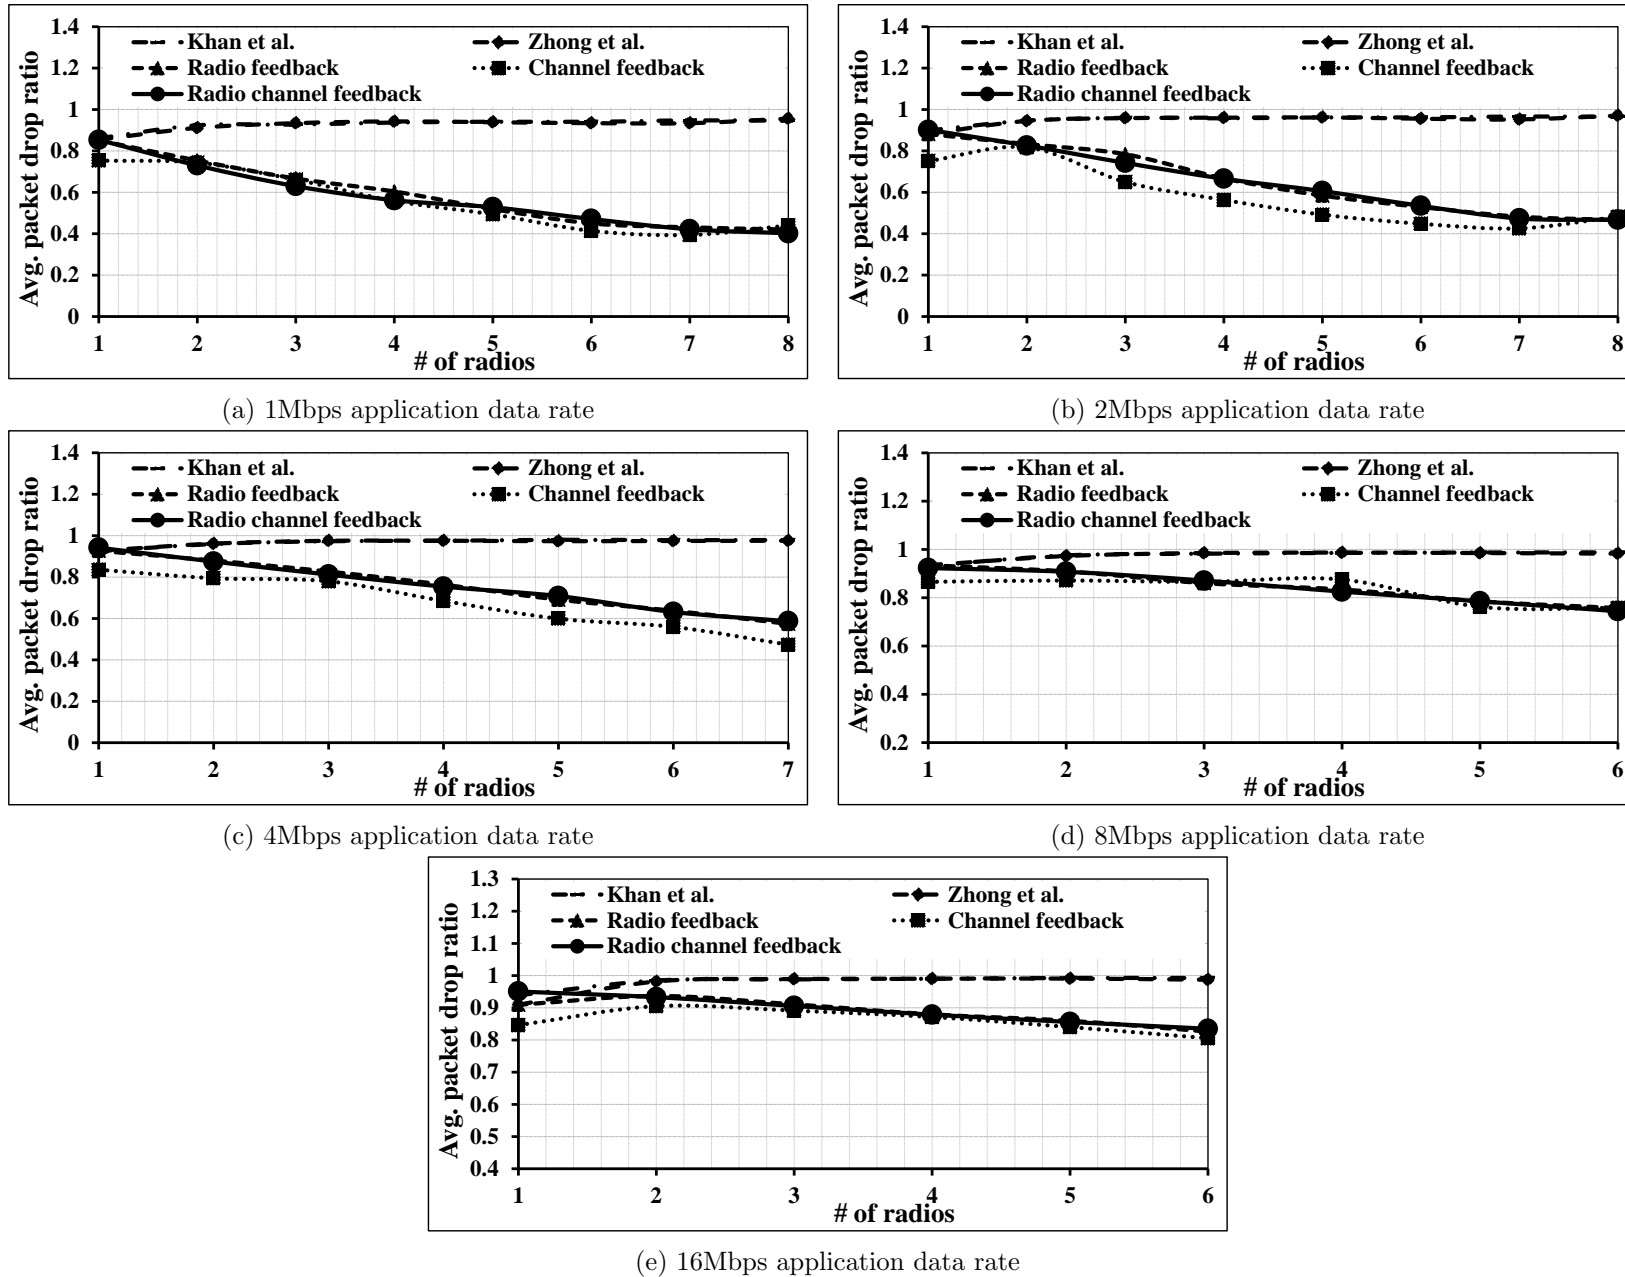 1.4
1.2
1
0.8
0.6
0.4
0.2
0
Avg. packet drop ratio
Khan et al.
Zhong et al.
Radio feedback
Channel feedback
Radio channel feedback
1 2 3 4 5 6 7 8
# of radios
(a) 1Mbps application data rate
1.4
1.2
1
0.8
0.6
0.4
0.2
0
Avg. packet drop ratio
Khan et al.
Zhong et al.
Radio feedback
Channel feedback
Radio channel feedback
1 2 3 4 5 6 7 8
# of radios
(b) 2Mbps application data rate
1.4
1.2
1
0.8
0.6
0.4
0.2
0
Avg. packet drop ratio
Khan et al.
Zhong et al.
Radio feedback
Channel feedback
Radio channel feedback
1 2 3 4 5 6 7
# of radios
(c) 4Mbps application data rate
1.4
1.2
1
0.8
0.6
0.4
0.2
Avg. packet drop ratio
Khan et al.
Zhong et al.
Radio feedback
Channel feedback
Radio channel feedback
1 2 3 4 5 6
# of radios
(d) 8Mbps application data rate
1.3
1.2
1.1
1
0.9
0.8
0.7
0.6
0.5
0.4
Avg. packet drop ratio
Khan et al.
Zhong et al.
Radio feedback
Channel feedback
Radio channel feedback
1 2 3 4 5 6
# of radios
(e) 16Mbps application data rate